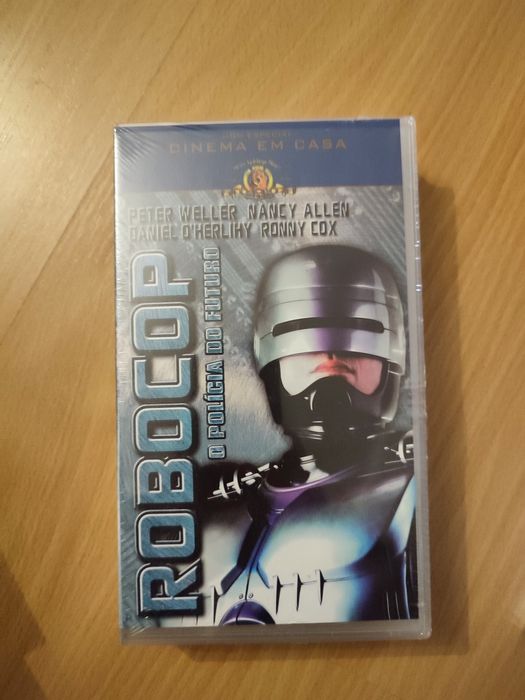 CINEMA EM CASA
PETER WELLER NANCY ALLEN
DANIEL O'HERLIHY RONNY COX
ROBOCOP
O POLÍCIA DO FUTURO